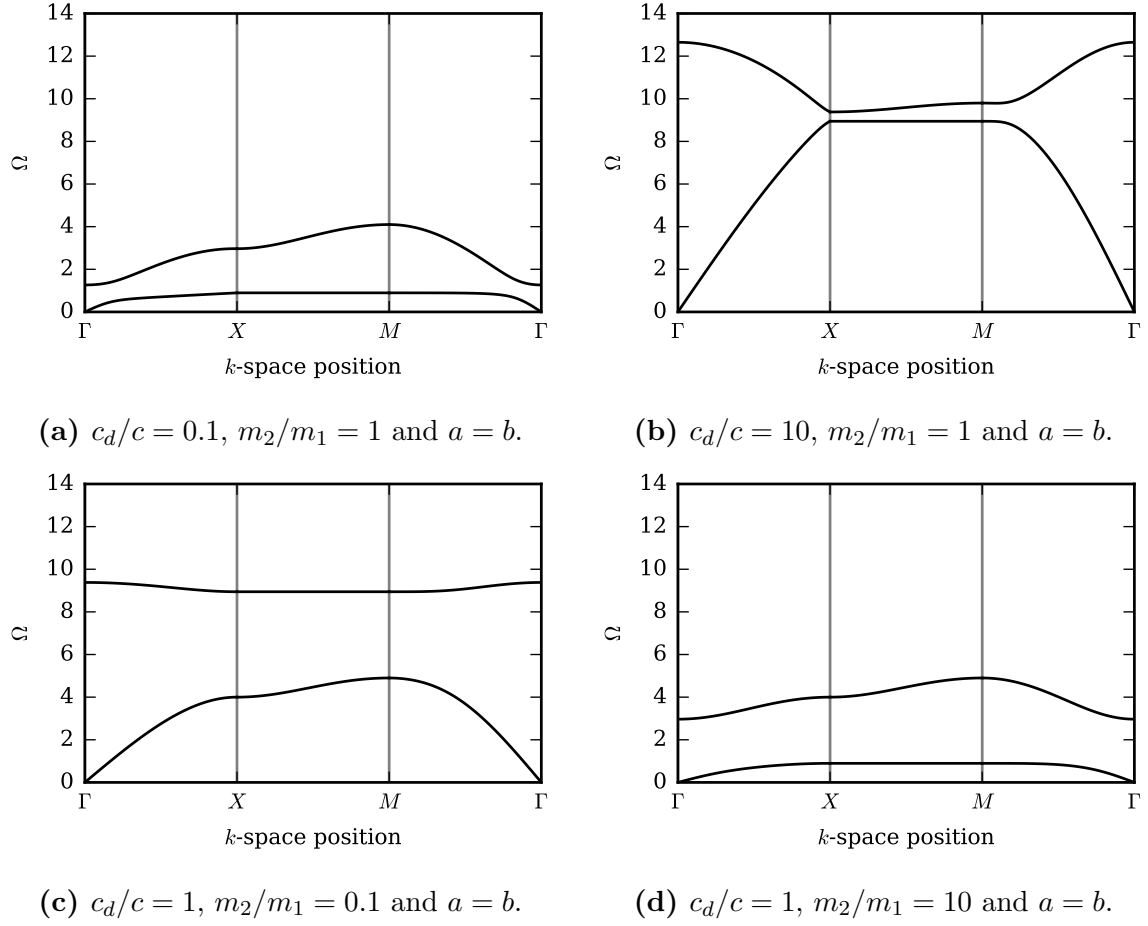 14
12
10
8
6
4
2
0
Ω
Γ X M Γ
k-space position
(a) c_d/c = 0.1, m_2/m_1 = 1 and a = b.
14
12
10
8
6
4
2
0
Ω
Γ X M Γ
k-space position
(b) c_d/c = 10, m_2/m_1 = 1 and a = b.
14
12
10
8
6
4
2
0
Ω
Γ X M Γ
k-space position
(c) c_d/c = 1, m_2/m_1 = 0.1 and a = b.
14
12
10
8
6
4
2
0
Ω
Γ X M Γ
k-space position
(d) c_d/c = 1, m_2/m_1 = 10 and a = b.